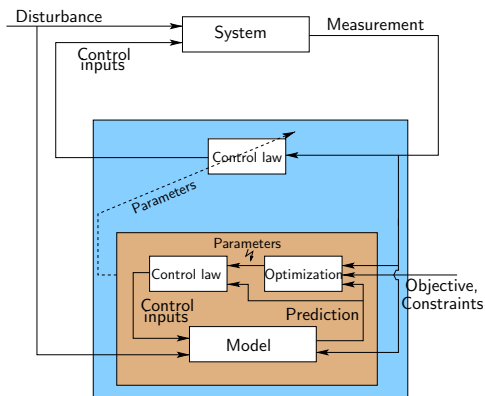 Disturbance
System
Measurement
Control
inputs
Control law
Parameters
Parameters
Control law
Optimization
Objective,
Constraints
Control
inputs
Prediction
Model